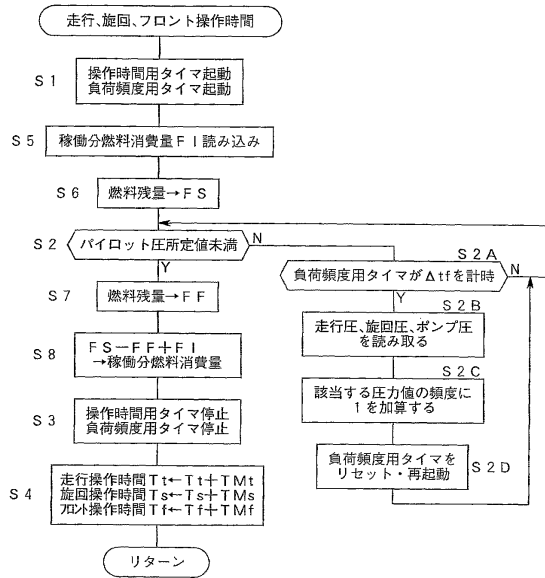 走行、旋回、フロント操作時間
S1
操作時間用タイマ起動
負荷頻度用タイマ起動
S5
稼働分燃料消費量FI読み込み
S6
燃料残量→FS
S2
パイロット圧所定値未満
N
Y
S7
燃料残量→FF
S8
FS−FF+FI
→稼働分燃料消費量
S3
操作時間用タイマ停止
負荷頻度用タイマ停止
S4
走行操作時間Tt←Tt+TMt
旋回操作時間Ts←Ts+TMs
フロント操作時間Tf←Tf+TMf
リターン
S2A
負荷頻度用タイマがΔtfを計時
N
Y
S2B
走行圧、旋回圧、ポンプ圧
を読み取る
S2C
該当する圧力値の頻度に
1を加算する
負荷頻度用タイマを
リセット・再起動
S2D